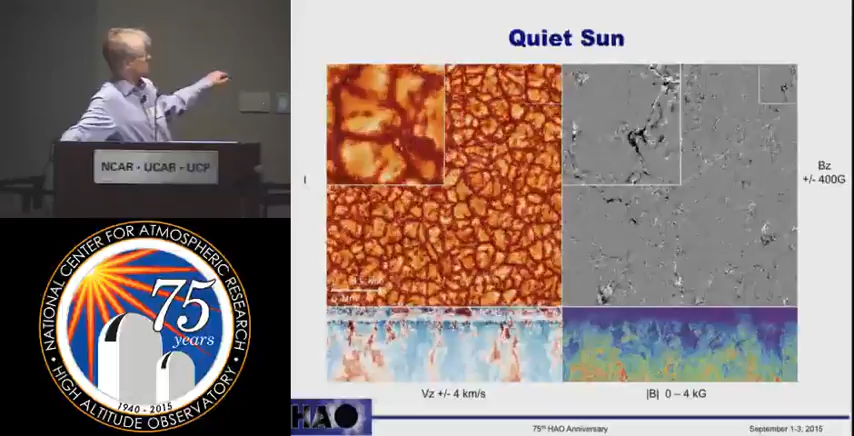 Quiet Sun
NCAR - UCAR - UCP
I
Bz
+/- 400G
Vz +/- 4 km/s
|B| 0 – 4 kG
NATIONAL CENTER FOR ATMOSPHERIC RESEARCH
75
years
1940 - 2015
HIGH ALTITUDE OBSERVATORY
HAO
75th HAO Anniversary
September 1-3, 2015